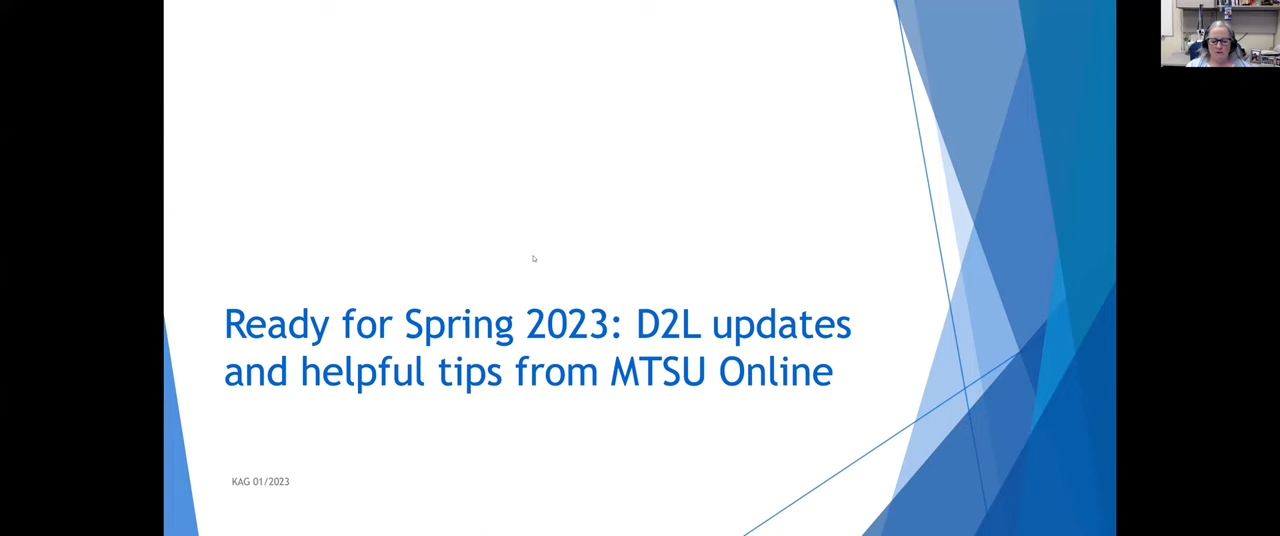 Ready for Spring 2023: D2L updates
and helpful tips from MTSU Online
KAG 01/2023